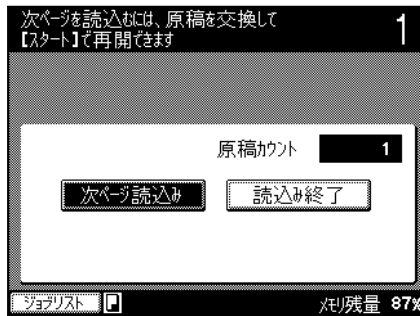 次ページを読込むには、原稿を交換して
【スタート】で再開できます
1
原稿カウント 1
次ページ読込み 読込み終了
ジョブリスト メモリ残量 87%